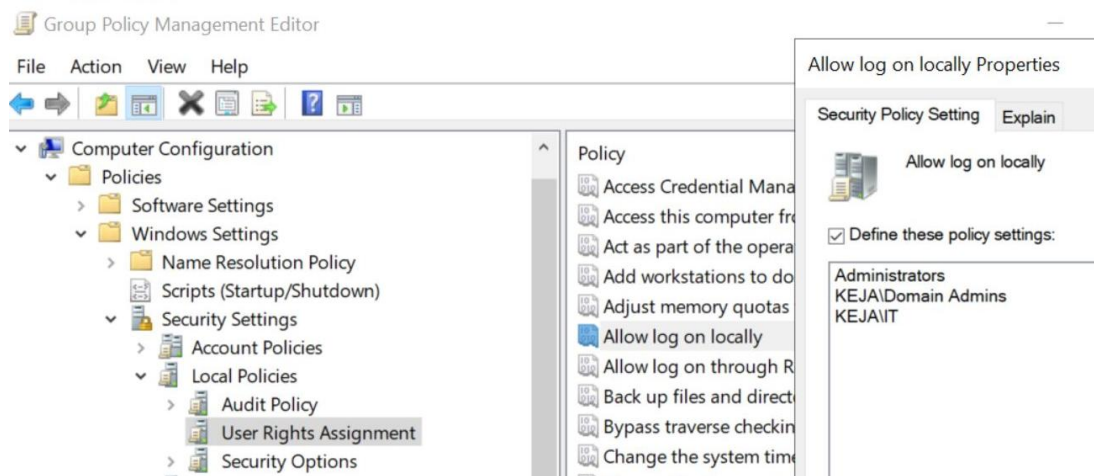 Group Policy Management Editor
File Action View Help
Computer Configuration
Policies
Software Settings
Windows Settings
Name Resolution Policy
Scripts (Startup/Shutdown)
Security Settings
Account Policies
Local Policies
Audit Policy
User Rights Assignment
Security Options
Policy
Access Credential Mana
Access this computer fr
Act as part of the opera
Add workstations to do
Adjust memory quotas
Allow log on locally
Allow log on through R
Back up files and direct
Bypass traverse checkin
Change the system time
Allow log on locally Properties
Security Policy Setting Explain
Allow log on locally
Define these policy settings:
Administrators
KEJA\Domain Admins
KEJA\IT